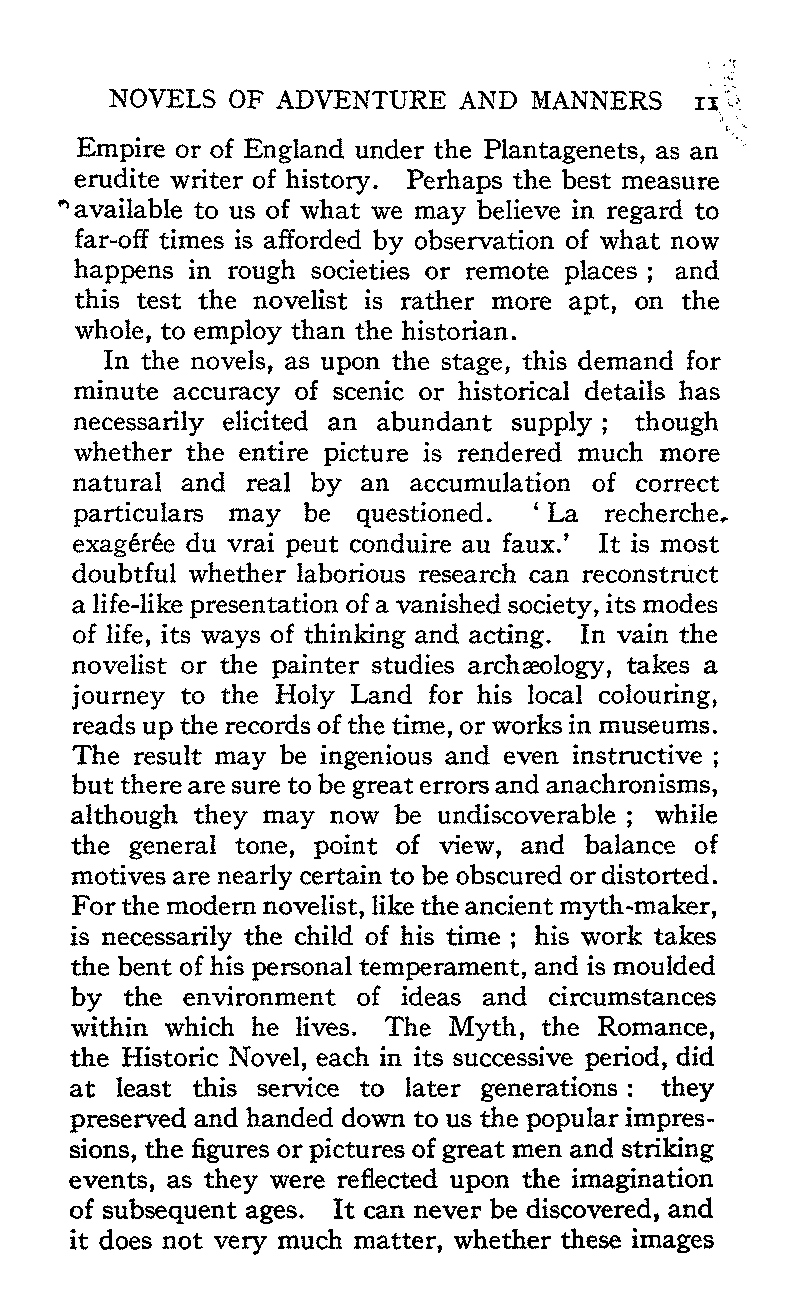 NOVELS OF ADVENTURE AND MANNERS 11
Empire or of England under the Plantagenets, as an
erudite writer of history. Perhaps the best measure
available to us of what we may believe in regard to
far-off times is afforded by observation of what now
happens in rough societies or remote places ; and
this test the novelist is rather more apt, on the
whole, to employ than the historian.
In the novels, as upon the stage, this demand for
minute accuracy of scenic or historical details has
necessarily elicited an abundant supply ; though
whether the entire picture is rendered much more
natural and real by an accumulation of correct
particulars may be questioned. ‘ La recherche
exagérée du vrai peut conduire au faux.’ It is most
doubtful whether laborious research can reconstruct
a life-like presentation of a vanished society, its modes
of life, its ways of thinking and acting. In vain the
novelist or the painter studies archæology, takes a
journey to the Holy Land for his local colouring,
reads up the records of the time, or works in museums.
The result may be ingenious and even instructive ;
but there are sure to be great errors and anachronisms,
although they may now be undiscoverable ; while
the general tone, point of view, and balance of
motives are nearly certain to be obscured or distorted.
For the modern novelist, like the ancient myth-maker,
is necessarily the child of his time ; his work takes
the bent of his personal temperament, and is moulded
by the environment of ideas and circumstances
within which he lives. The Myth, the Romance,
the Historic Novel, each in its successive period, did
at least this service to later generations : they
preserved and handed down to us the popular impres-
sions, the figures or pictures of great men and striking
events, as they were reflected upon the imagination
of subsequent ages. It can never be discovered, and
it does not very much matter, whether these images